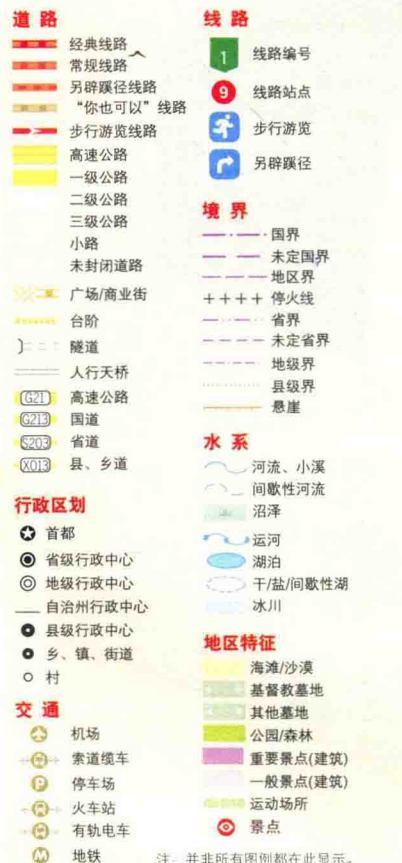 道 路
经典线路
常规线路
另辟蹊径线路
“你也可以”线路
步行游览线路
高速公路
一级公路
二级公路
三级公路
小路
未封闭道路
广场/商业街
台阶
隧道
人行天桥
G21 高速公路
G213 国道
S203 省道
X013 县、乡道
行政区划
首都
省级行政中心
地级行政中心
自治州行政中心
县级行政中心
乡、镇、街道
村
交 通
机场
索道缆车
P 停车场
火车站
有轨电车
M 地铁
线 路
1 线路编号
9 线路站点
步行游览
另辟蹊径
境 界
国界
未定国界
地区界
停火线
省界
未定省界
地级界
县级界
悬崖
水 系
河流、小溪
间歇性河流
沼泽
运河
湖泊
干/盐/间歇性湖
冰川
地区特征
海滩/沙漠
基督教墓地
其他墓地
公园/森林
重要景点(建筑)
一般景点(建筑)
运动场所
景点
注：并非所有图例都在此显示。